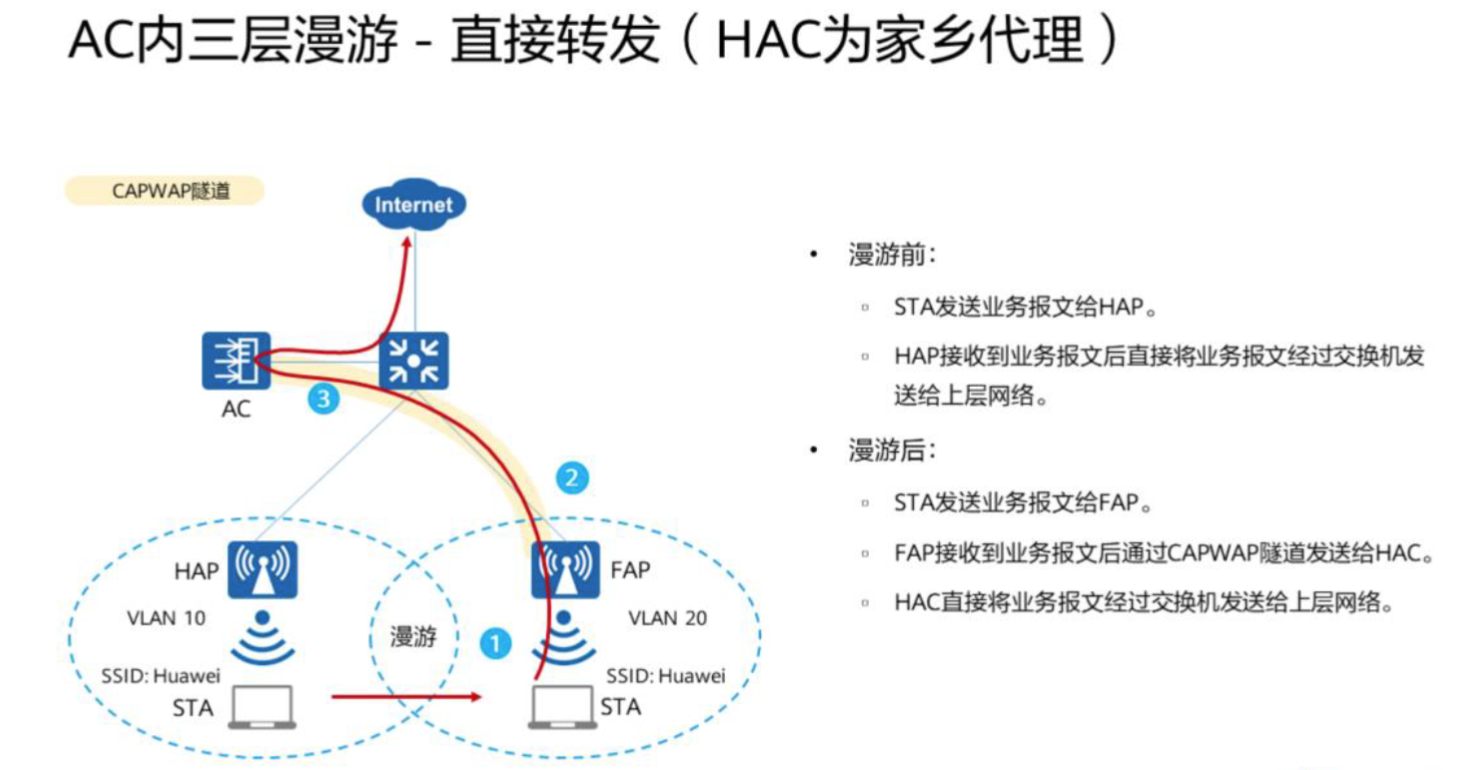 AC内三层漫游 - 直接转发（HAC为家乡代理）
CAPWAP隧道
Internet
AC
3
2
HAP
FAP
VLAN 10
VLAN 20
漫游
1
SSID: Huawei
SSID: Huawei
STA
STA
• 漫游前：
▫ STA发送业务报文给HAP。
▫ HAP接收到业务报文后直接将业务报文经过交换机发
送给上层网络。
• 漫游后：
▫ STA发送业务报文给FAP。
▫ FAP接收到业务报文后通过CAPWAP隧道发送给HAC。
▫ HAC直接将业务报文经过交换机发送给上层网络。